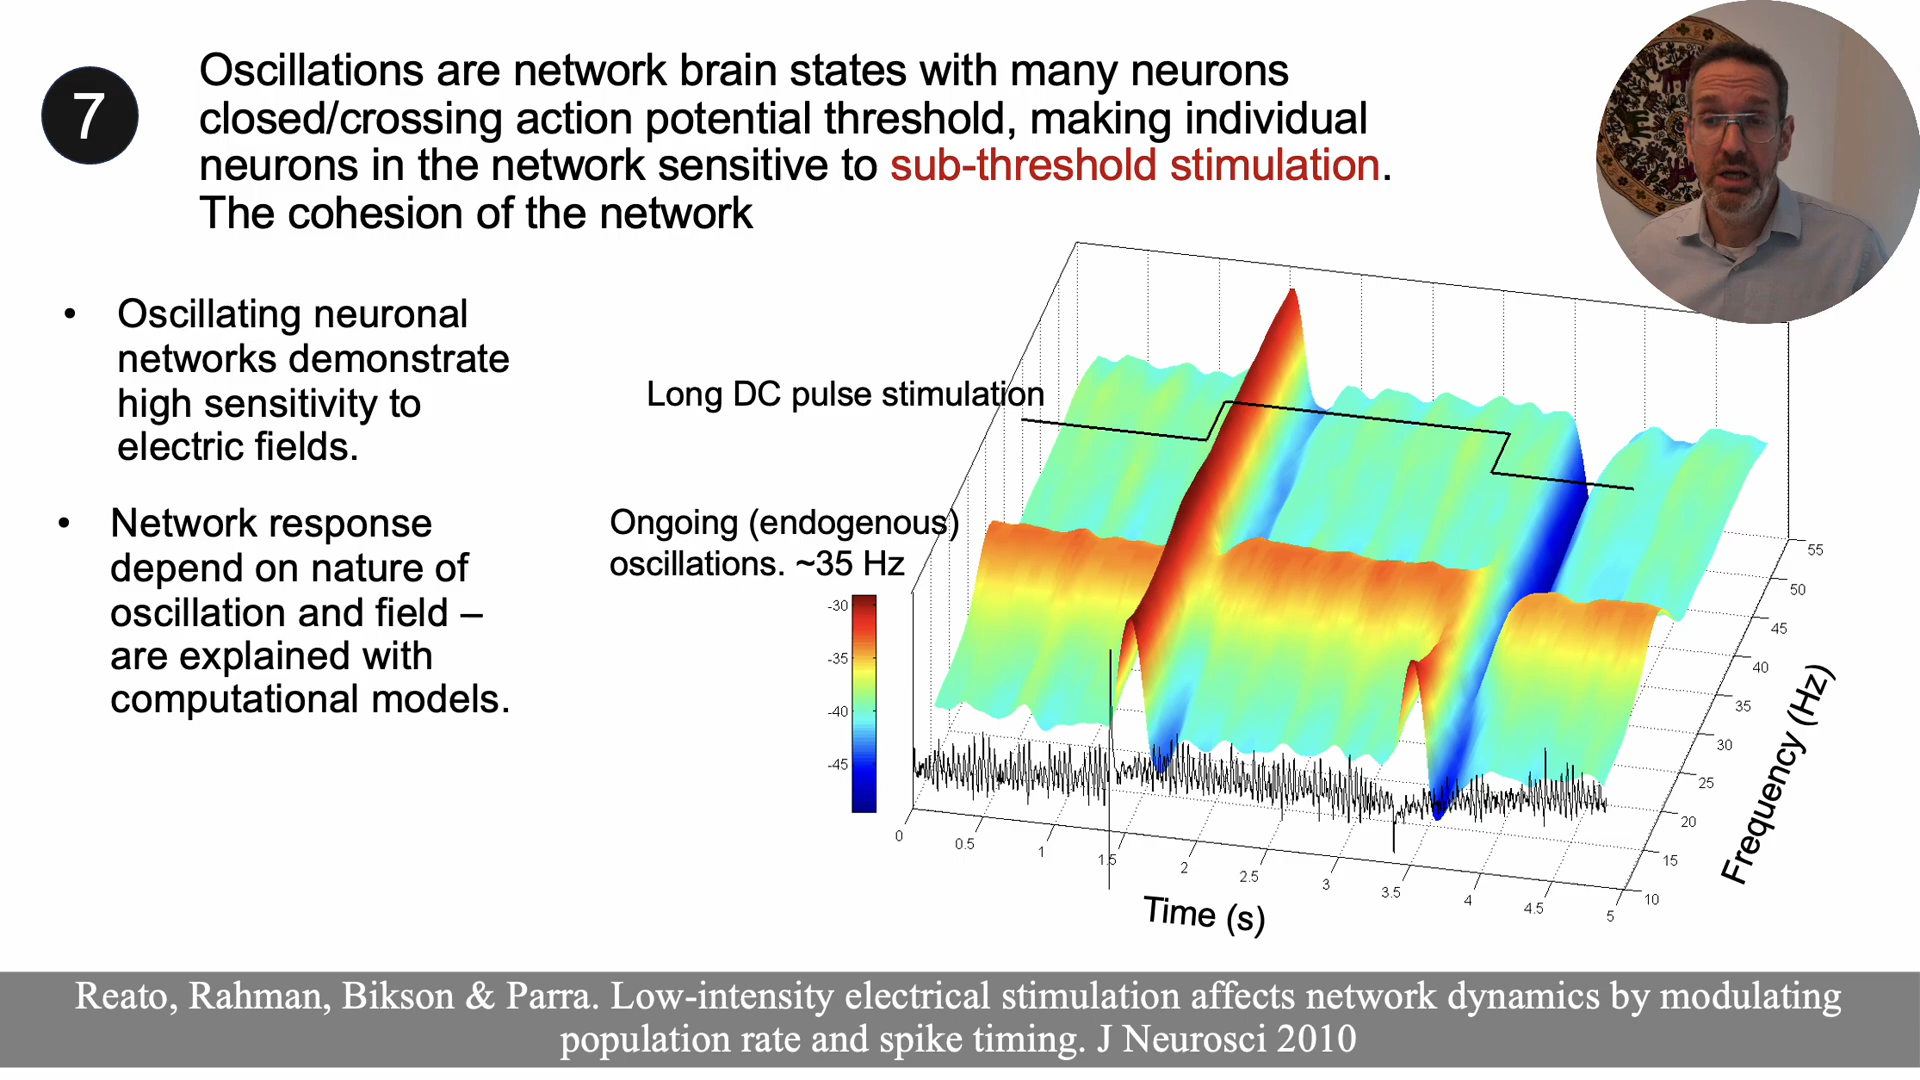 7
Oscillations are network brain states with many neurons
closed/crossing action potential threshold, making individual
neurons in the network sensitive to sub-threshold stimulation.
The cohesion of the network
• Oscillating neuronal
networks demonstrate
high sensitivity to
electric fields.
• Network response
depend on nature of
oscillation and field –
are explained with
computational models.
Long DC pulse stimulation
Ongoing (endogenous)
oscillations. ~35 Hz
-30
-35
-40
-45
0
0.5
1
1.5
2
2.5
3
3.5
4
4.5
5
Time (s)
55
50
45
40
35
30
25
20
15
10
Frequency (Hz)
Reato, Rahman, Bikson & Parra. Low-intensity electrical stimulation affects network dynamics by modulating
population rate and spike timing. J Neurosci 2010